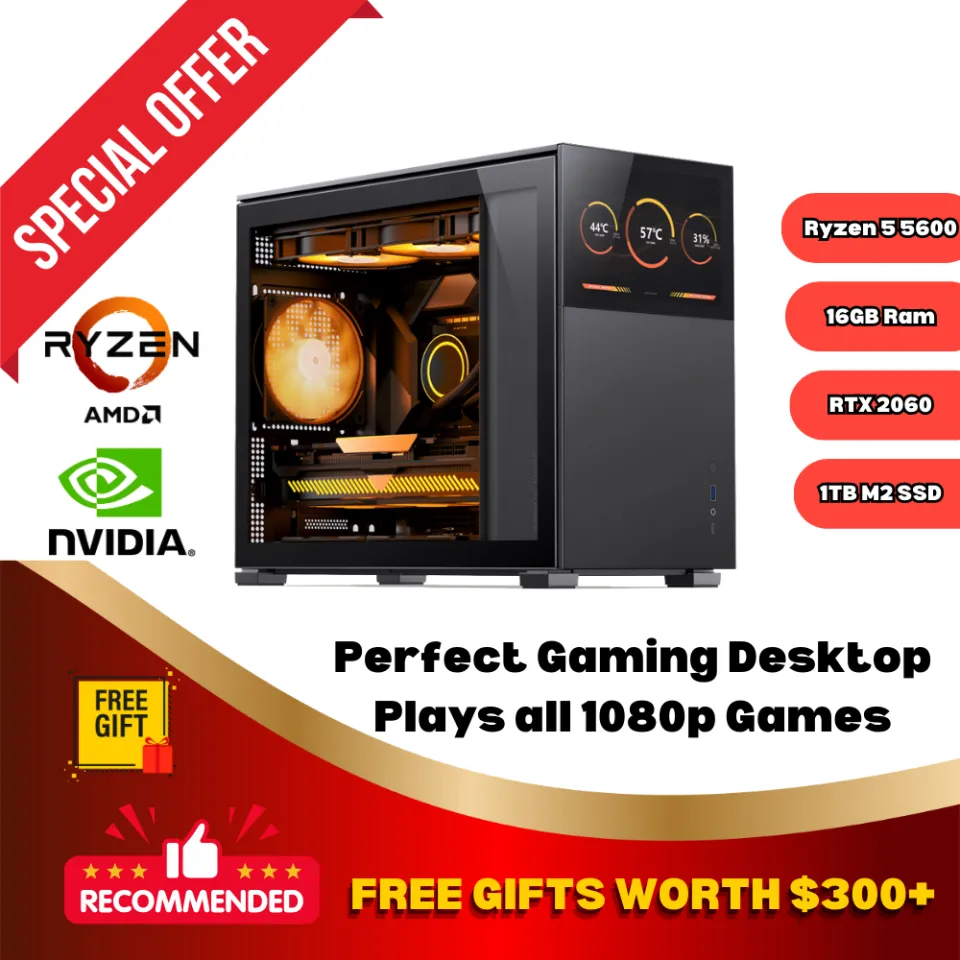 SPECIAL OFFER
44°C
57°C
31%
Ryzen 5 5600
16GB Ram
RTX 2060
1TB M2 SSD
RYZEN
AMD
NVIDIA®
Perfect Gaming Desktop
Plays all 1080p Games
FREE
GIFT
RECOMMENDED
FREE GIFTS WORTH $300+